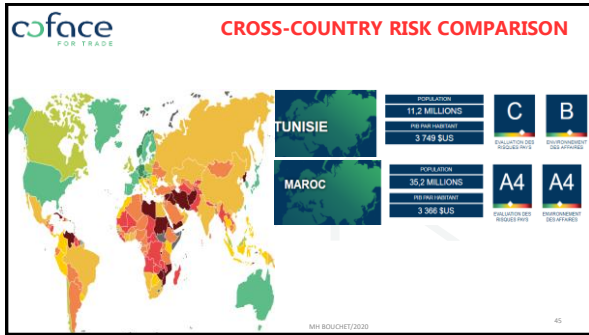 coface
FOR TRADE
CROSS-COUNTRY RISK COMPARISON
TUNISIE
POPULATION
11,2 MILLIONS
PIB PAR HABITANT
3 749 $US
C
EVALUATION DES
RISQUES PAYS
B
ENVIRONNEMENT
DES AFFAIRES
MAROC
POPULATION
35,2 MILLIONS
PIB PAR HABITANT
3 366 $US
A4
EVALUATION DES
RISQUES PAYS
A4
ENVIRONNEMENT
DES AFFAIRES
MH BOUCHET/2020
45